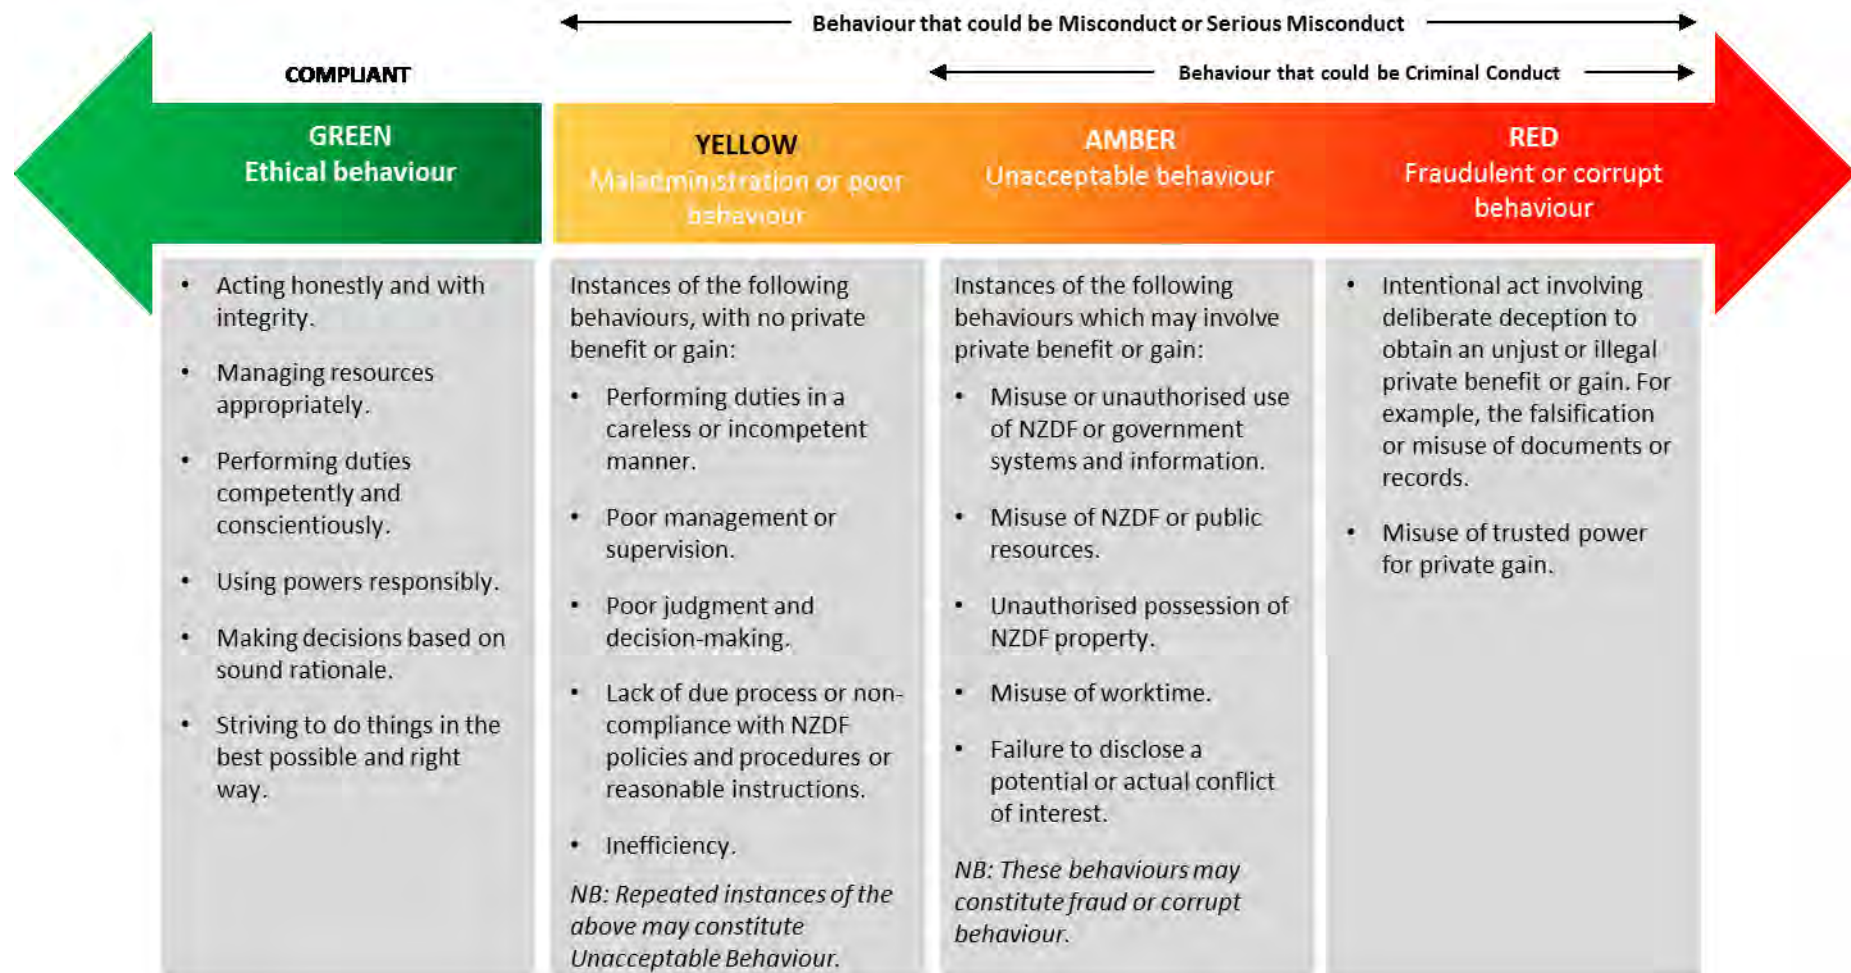 Behaviour that could be Misconduct or Serious Misconduct
COMPLIANT
Behaviour that could be Criminal Conduct
GREEN
Ethical behaviour
YELLOW
Maladministration or poor
behaviour
AMBER
Unacceptable behaviour
RED
Fraudulent or corrupt
behaviour
• Acting honestly and with
integrity.
• Managing resources
appropriately.
• Performing duties
competently and
conscientiously.
• Using powers responsibly.
• Making decisions based on
sound rationale.
• Striving to do things in the
best possible and right
way.
Instances of the following
behaviours, with no private
benefit or gain:
• Performing duties in a
careless or incompetent
manner.
• Poor management or
supervision.
• Poor judgment and
decision-making.
• Lack of due process or non-
compliance with NZDF
policies and procedures or
reasonable instructions.
• Inefficiency.
NB: Repeated instances of the
above may constitute
Unacceptable Behaviour.
Instances of the following
behaviours which may involve
private benefit or gain:
• Misuse or unauthorised use
of NZDF or government
systems and information.
• Misuse of NZDF or public
resources.
• Unauthorised possession of
NZDF property.
• Misuse of worktime.
• Failure to disclose a
potential or actual conflict
of interest.
NB: These behaviours may
constitute fraud or corrupt
behaviour.
• Intentional act involving
deliberate deception to
obtain an unjust or illegal
private benefit or gain. For
example, the falsification
or misuse of documents or
records.
• Misuse of trusted power
for private gain.